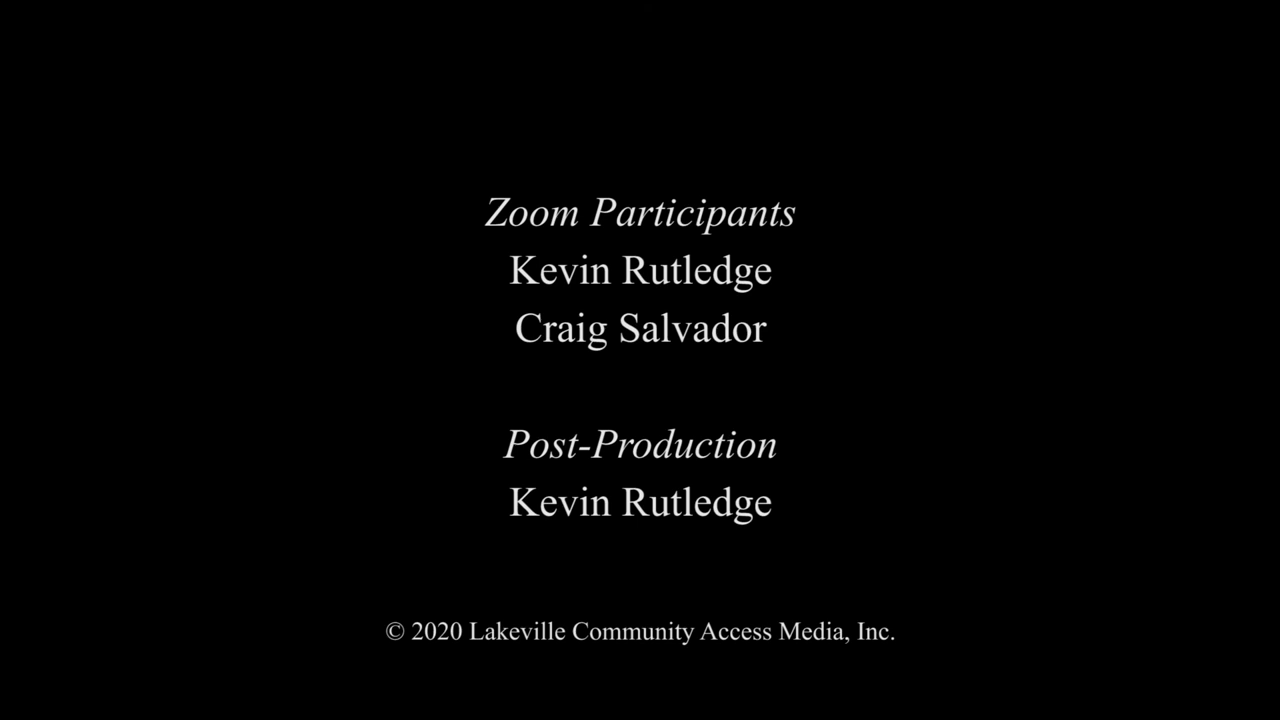 Zoom Participants
Kevin Rutledge
Craig Salvador
Post-Production
Kevin Rutledge
© 2020 Lakeville Community Access Media, Inc.